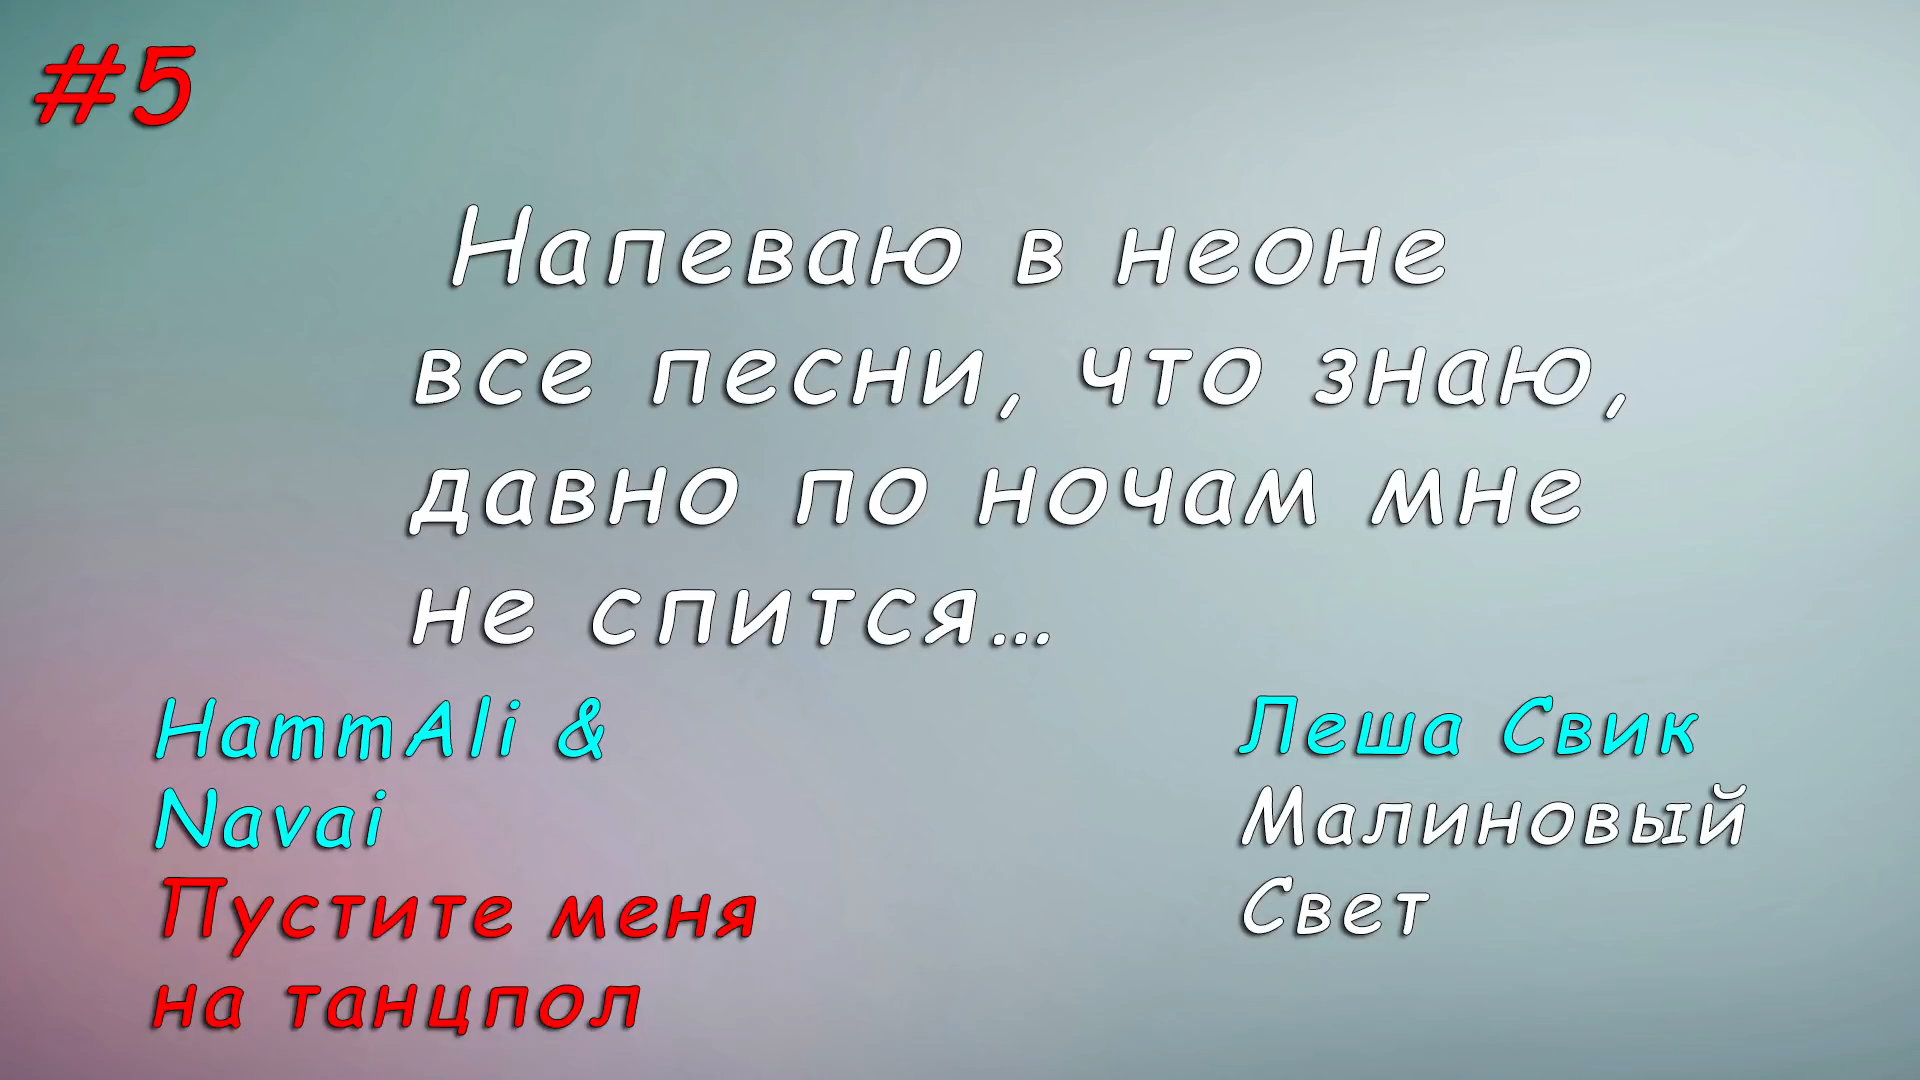 #5
Напеваю в неоне
все песни, что знаю,
давно по ночам мне
не спится...
HammAli &
Navai
Пустите меня
на танцпол
Леша Свик
Малиновый
Свет